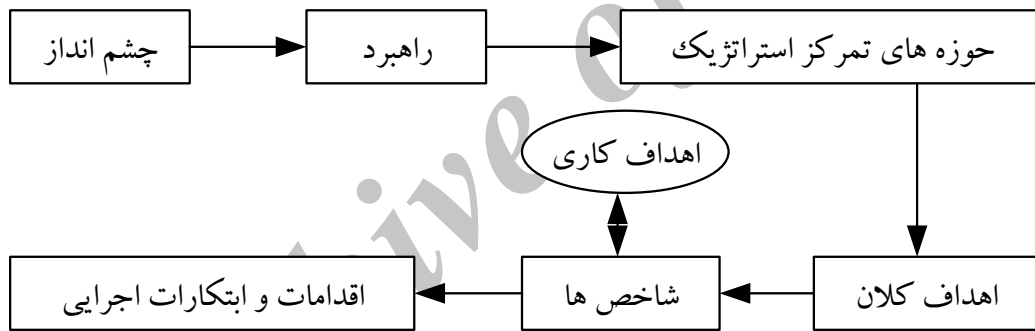 چشم انداز
راهبرد
حوزه های تمرکز استراتژیک
اهداف کاری
اهداف کلان
شاخص ها
اقدامات و ابتکارات اجرایی